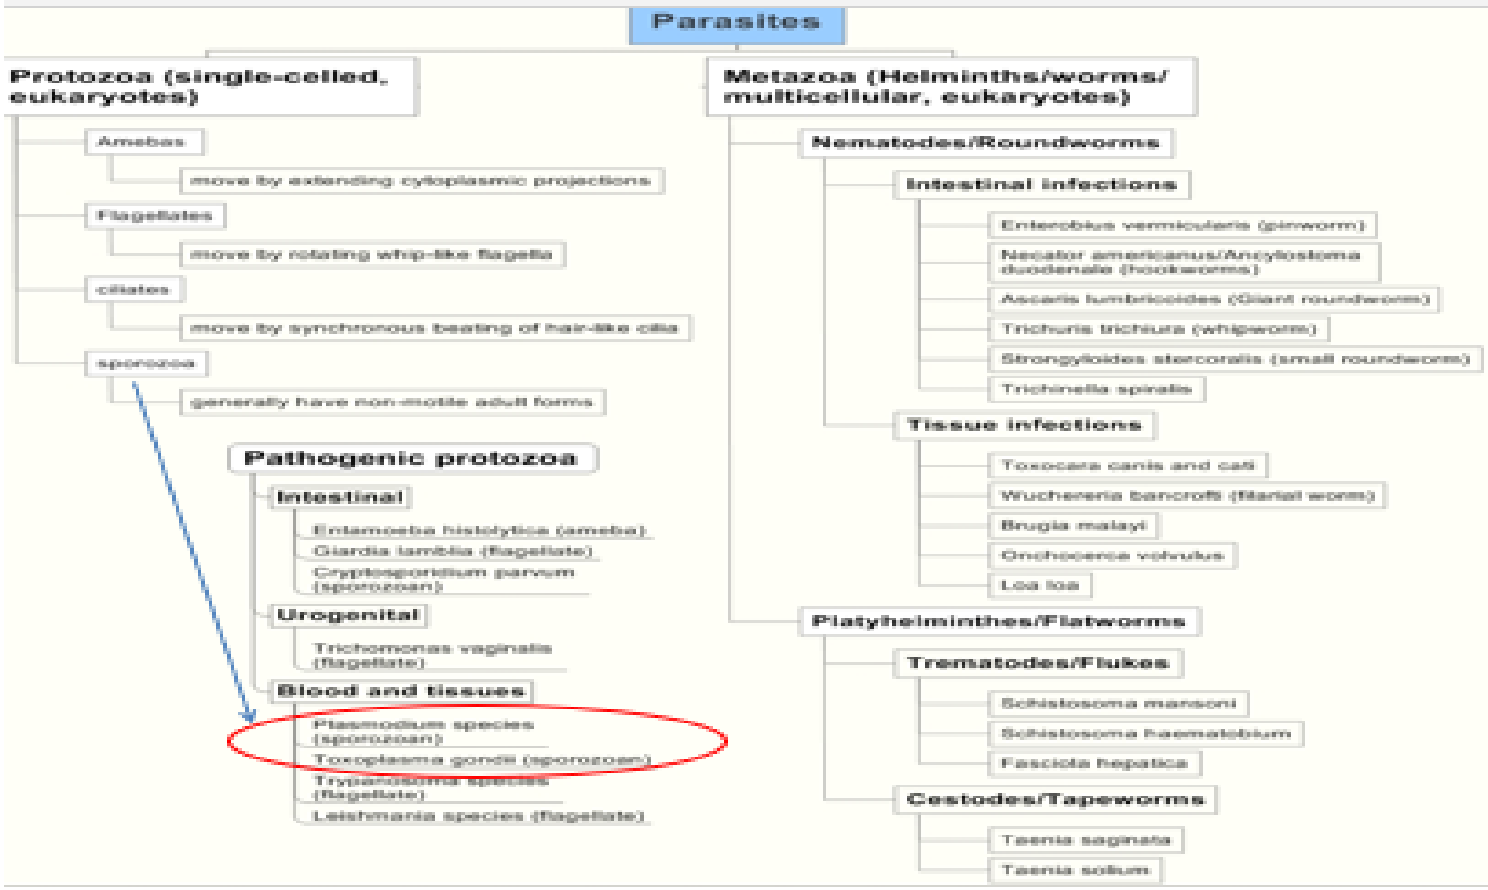 Parasites
Protozoa (single-celled,
eukaryotes)
Amebas
move by extending cytoplasmic projections
Flagellates
move by rotating whip-like flagella
ciliates
move by synchronous beating of hair-like cilia
sporozoa
generally have non-motile adult forms
Pathogenic protozoa
Intestinal
Entamoeba histolytica (ameba)
Giardia lamblia (flagellate)
Cryptosporidium parvum
(sporozoan)
Urogenital
Trichomonas vaginalis
(flagellate)
Blood and tissues
Plasmodium species
(sporozoan)
Toxoplasma gondii (sporozoan)
Trypanosoma species
(flagellate)
Leishmania species (flagellate)
Metazoa (Helminths/worms/
multicellular, eukaryotes)
Nematodes/Roundworms
Intestinal infections
Enterobius vermicularis (pinworm)
Necator americanus/Ancylostoma
duodenale (hookworms)
Ascaris lumbricoides (Giant roundworm)
Trichuris trichiura (whipworm)
Strongyloides stercoralis (small roundworm)
Trichinella spiralis
Tissue infections
Toxocara canis and cati
Wuchereria bancrofti (filarial worm)
Brugia malayi
Onchocerca volvulus
Loa loa
Platyhelminthes/Flatworms
Trematodes/Flukes
Schistosoma mansoni
Schistosoma haematobium
Fasciola hepatica
Cestodes/Tapeworms
Taenia saginata
Taenia solium